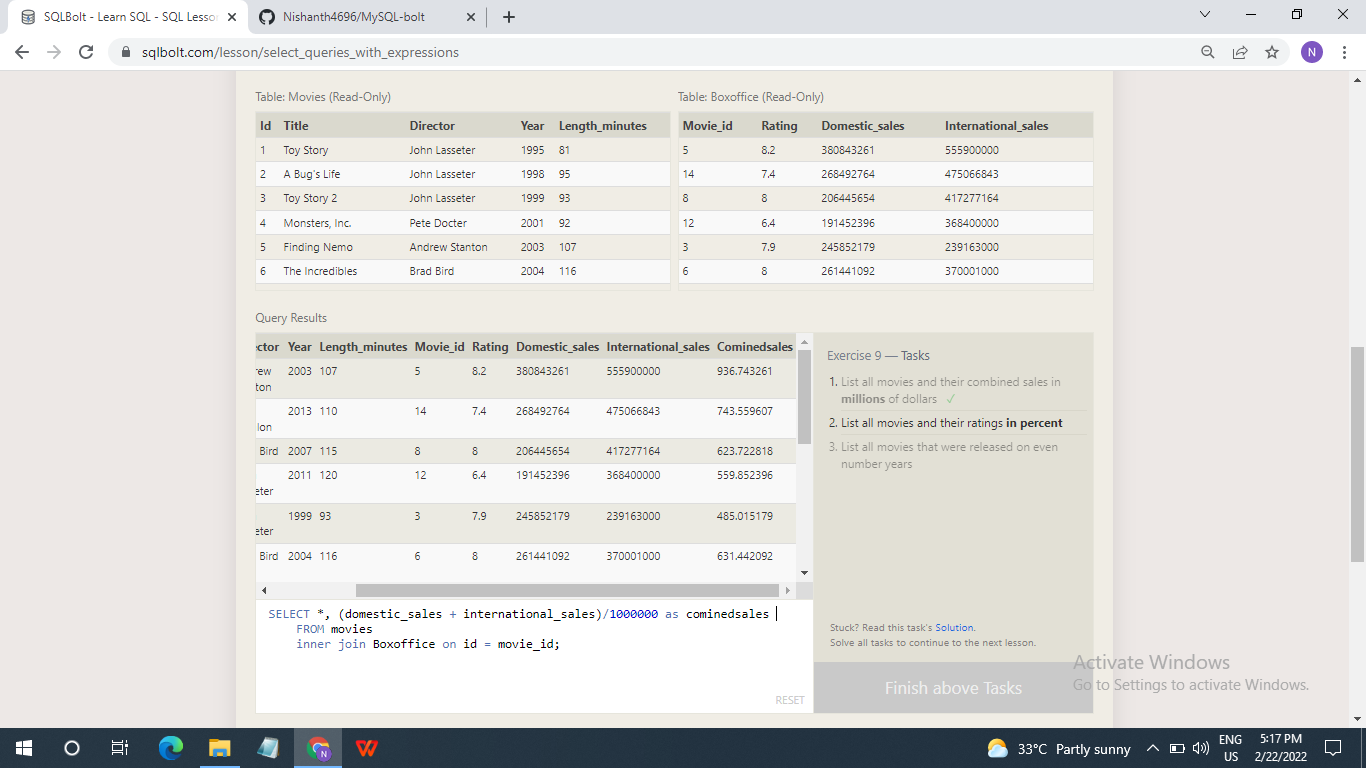 SQLBolt - Learn SQL - SQL Lesson
Nishanth4696/MySQL-bolt
sqlbolt.com/lesson/select_queries_with_expressions
N
Table: Movies (Read-Only)
Table: Boxoffice (Read-Only)
Id Title Director Year Length_minutes
1 Toy Story John Lasseter 1995 81
2 A Bug's Life John Lasseter 1998 95
3 Toy Story 2 John Lasseter 1999 93
4 Monsters, Inc. Pete Docter 2001 92
5 Finding Nemo Andrew Stanton 2003 107
6 The Incredibles Brad Bird 2004 116
Movie_id Rating Domestic_sales International_sales
5 8.2 380843261 555900000
14 7.4 268492764 475066843
8 8 206445654 417277164
12 6.4 191452396 368400000
3 7.9 245852179 239163000
6 8 261441092 370001000
Query Results
ctor Year Length_minutes Movie_id Rating Domestic_sales International_sales Cominedsales
ew 2003 107 5 8.2 380843261 555900000 936.743261
ton
2013 110 14 7.4 268492764 475066843 743.559607
lon
Bird 2007 115 8 8 206445654 417277164 623.722818
2011 120 12 6.4 191452396 368400000 559.852396
eter
1999 93 3 7.9 245852179 239163000 485.015179
eter
Bird 2004 116 6 8 261441092 370001000 631.442092
SELECT *, (domestic_sales + international_sales)/1000000 as cominedsales
FROM movies
inner join Boxoffice on id = movie_id;
RESET
Exercise 9 — Tasks
1. List all movies and their combined sales in
millions of dollars ✓
2. List all movies and their ratings in percent
3. List all movies that were released on even
number years
Stuck? Read this task's Solution.
Solve all tasks to continue to the next lesson.
Finish above Tasks
Activate Windows
Go to Settings to activate Windows.
N
33°C Partly sunny
ENG
US
5:17 PM
2/22/2022